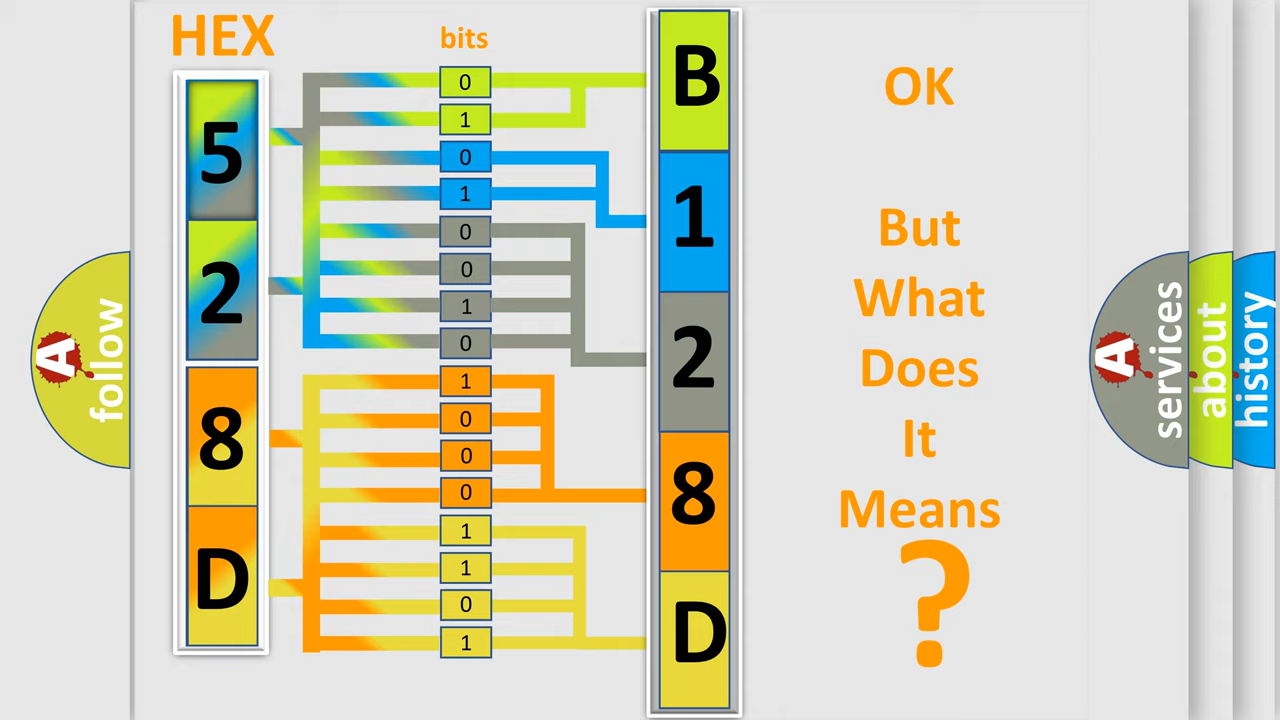 HEX
bits
5
2
8
D
0
1
0
1
0
0
1
0
1
0
0
0
1
1
0
1
B
1
2
8
D
OK
But
What
Does
It
Means
?
A
follow
A
services
about
history